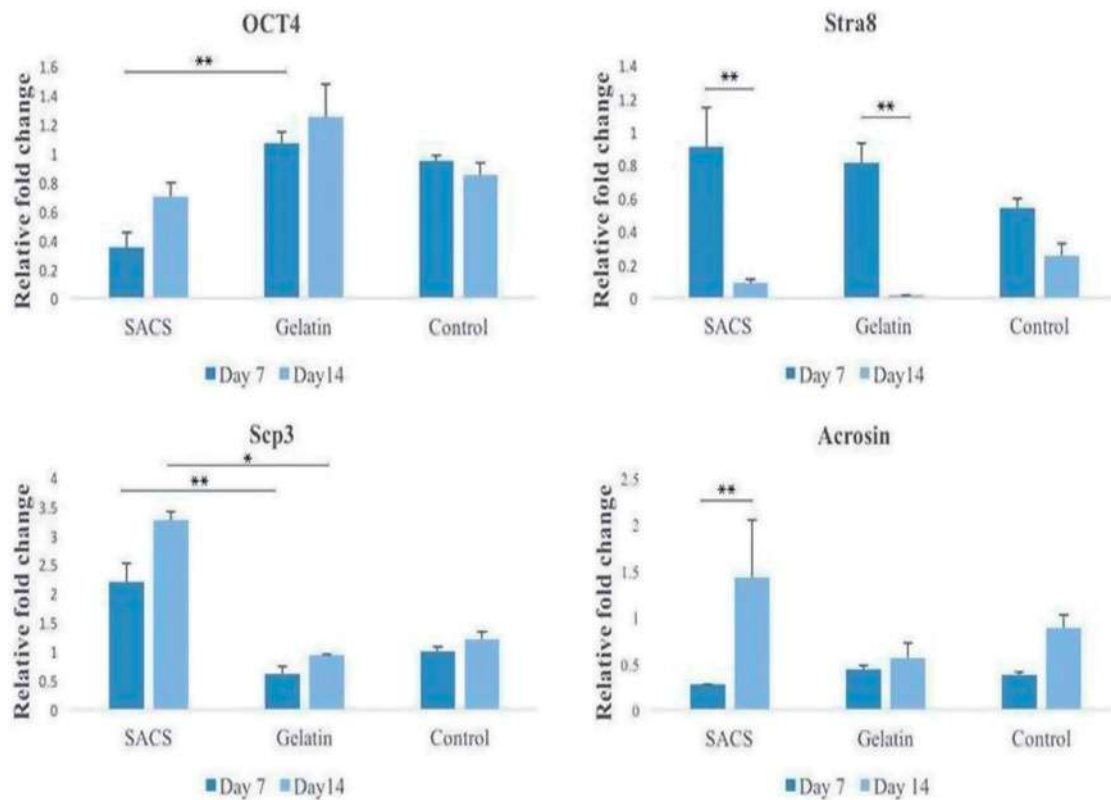 OCT4
Relative fold change
1.6
1.4
1.2
1
0.8
0.6
0.4
0.2
0
**
SACS Gelatin Control
Day 7 Day14
Stra8
Relative fold change
1.4
1.2
1
0.8
0.6
0.4
0.2
0
**
**
SACS Gelatin Control
Day 7 Day14
Scp3
Relative fold change
4
3.5
3
2.5
2
1.5
1
0.5
0
*
**
SACS Gelatin Control
Day 7 Day14
Acrosin
Relative fold change
2.5
2
1.5
1
0.5
0
**
SACS Gelatin Control
Day 7 Day 14